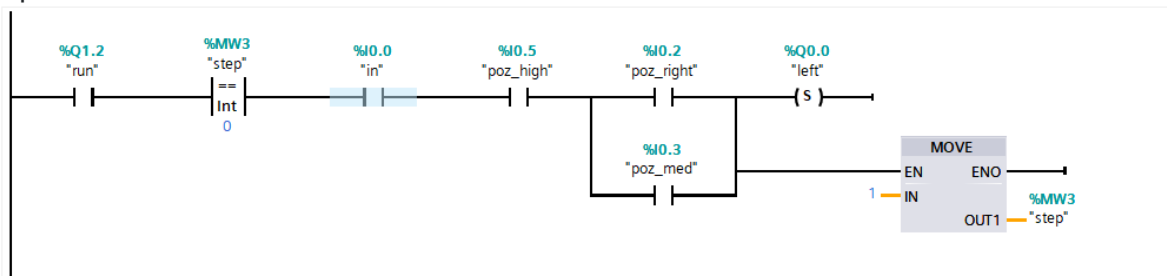 %Q1.2
"run"
%MW3
"step"
==
Int
0
%I0.0
"in"
%I0.5
"poz_high"
%I0.2
"poz_right"
%Q0.0
"left"
S
%I0.3
"poz_med"
MOVE
EN ENO
1 IN
%MW3
OUT1 "step"